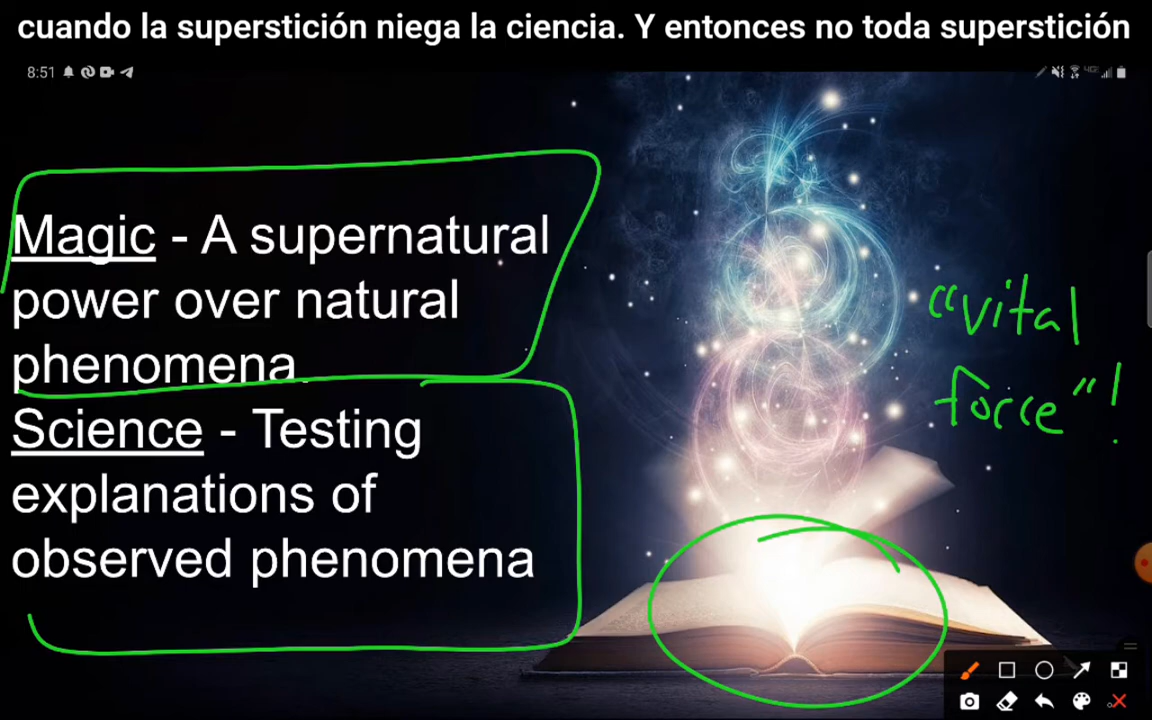 cuando la superstición niega la ciencia. Y entonces no toda superstición
8:51
Magic - A supernatural
power over natural
phenomena.
Science - Testing
explanations of
observed phenomena
“vital
force”!